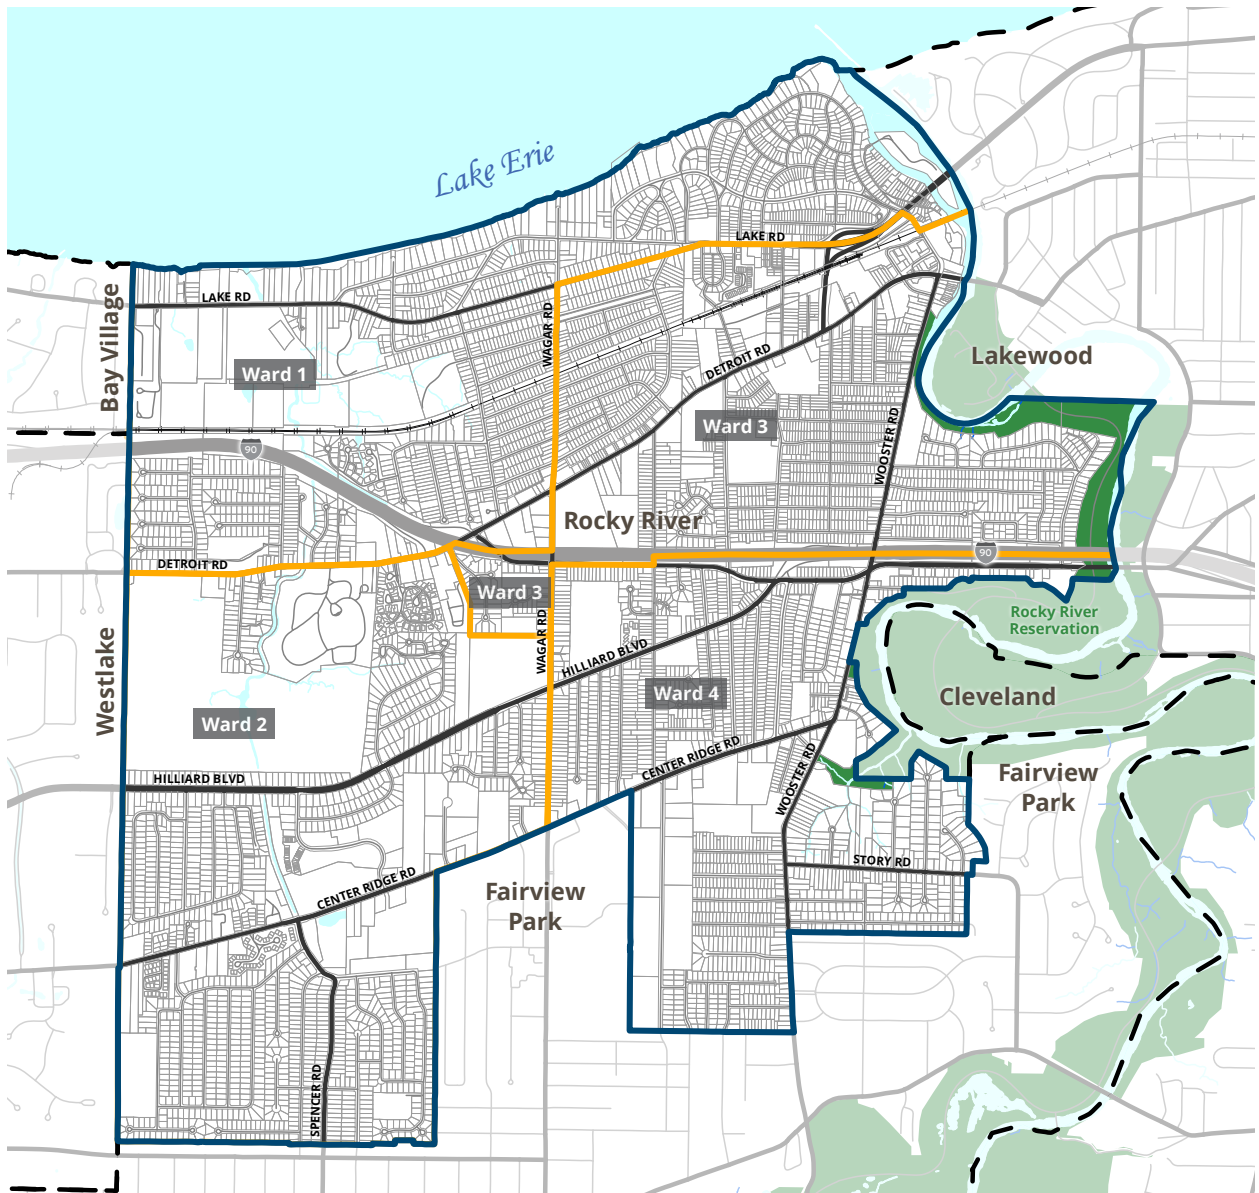 Lake Erie
LAKE RD
LAKE RD
Bay Village
WAGAR RD
Lakewood
DETROIT RD
Ward 1
Ward 3
WOOSTER RD
90
Rocky River
90
DETROIT RD
Ward 3
Rocky River
Reservation
WAGAR RD
HILLIARD BLVD
Westlake
Ward 4
Cleveland
Ward 2
CENTER RIDGE RD
HILLIARD BLVD
WOOSTER RD
Fairview
Park
STORY RD
CENTER RIDGE RD
Fairview
Park
SPENCER RD